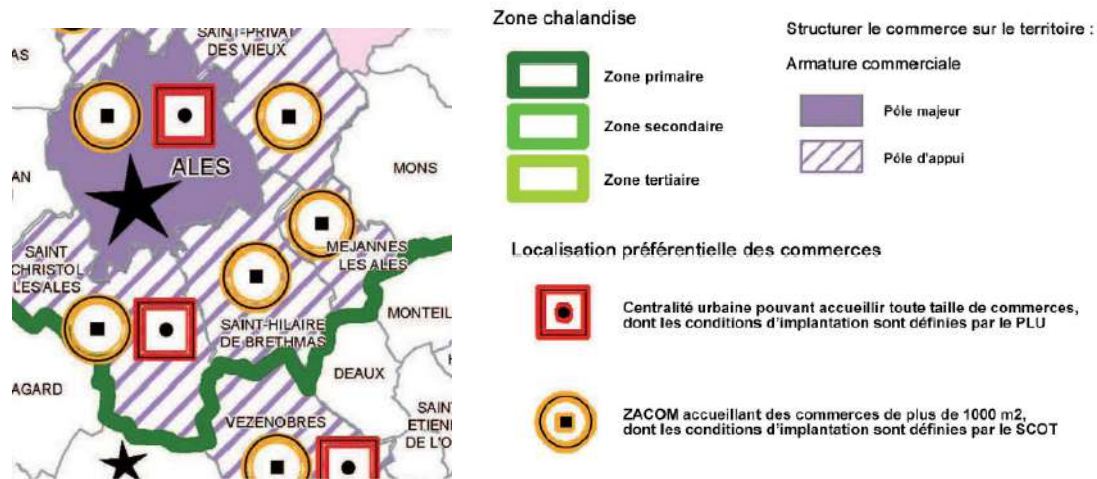 SAINT-PRIVAT
DES VIEUX
AS
ALES
MONS
AN
SAINT
CHRISTOL
LES ALES
MEJANNES
LES ALES
MONTEIL
SAINT-HILAIRE
DE BRETHMAS
DEAUX
AGARD
VEZENOBRES
SAIN
ETIEN
DE L'O
Zone chalandise
Zone primaire
Zone secondaire
Zone tertiaire
Structurer le commerce sur le territoire :
Armature commerciale
Pôle majeur
Pôle d'appui
Localisation préférentielle des commerces
Centralité urbaine pouvant accueillir toute taille de commerces,
dont les conditions d'implantation sont définies par le PLU
ZACOM accueillant des commerces de plus de 1000 m2,
dont les conditions d'implantation sont définies par le SCOT